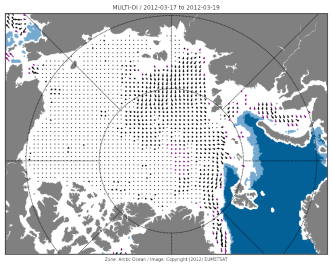 MULTI-OI / 2012-03-17 to 2012-03-19
Zone: Arctic Ocean / Image: Copyright (2012) EUMETSAT